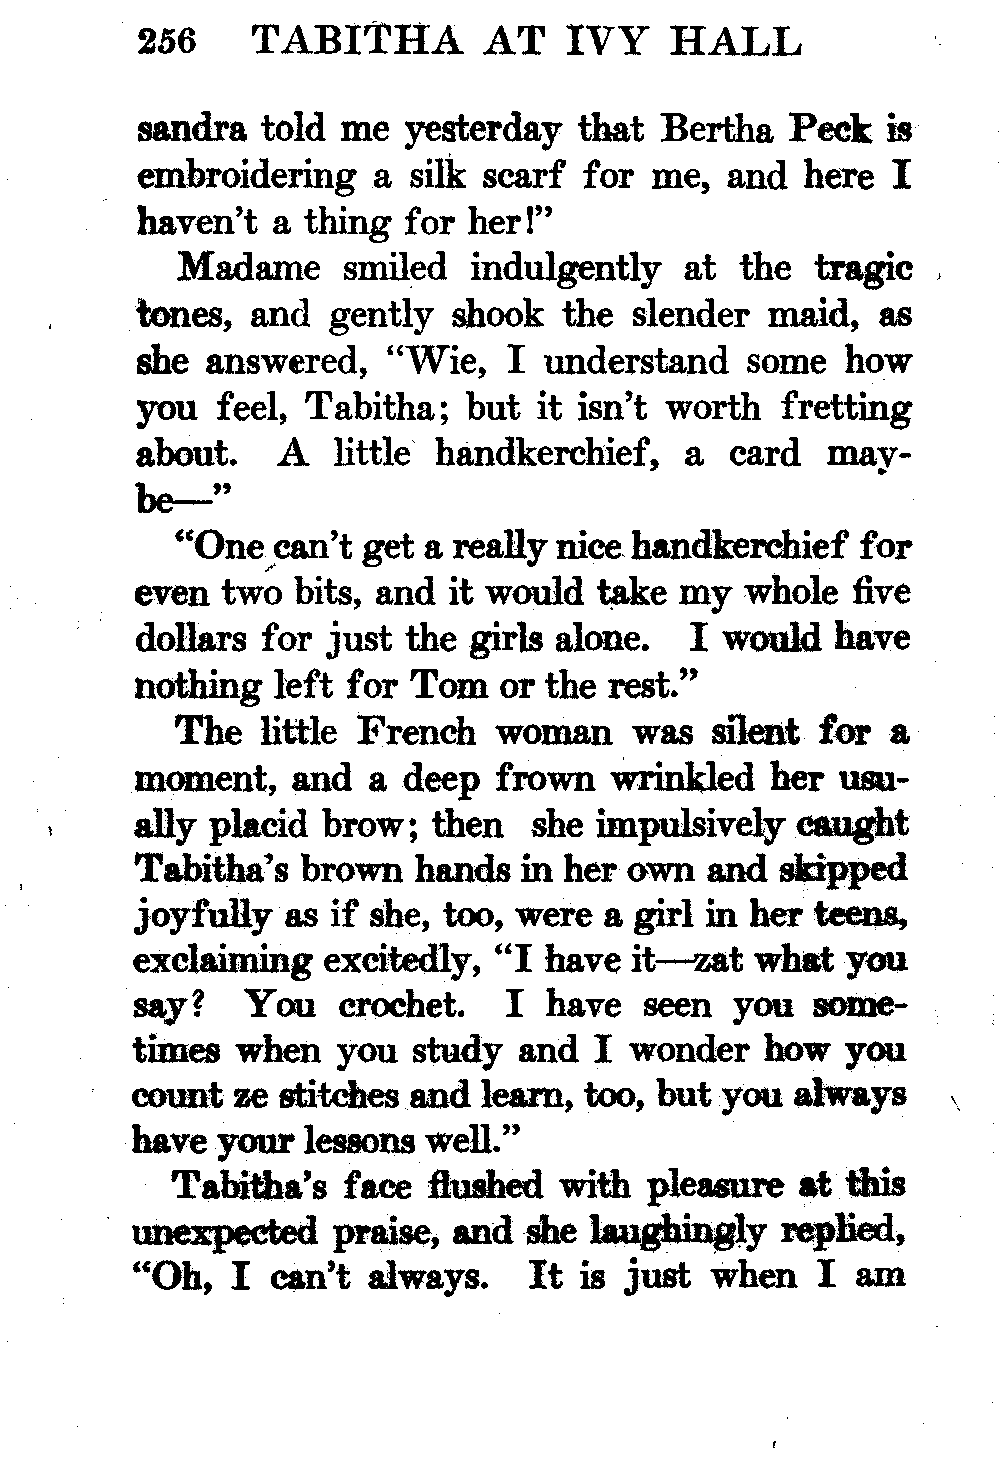 256 TABITHA AT IVY HALL
sandra told me yesterday that Bertha Peck is
embroidering a silk scarf for me, and here I
haven't a thing for her!”
Madame smiled indulgently at the tragic
tones, and gently shook the slender maid, as
she answered, “Wie, I understand some how
you feel, Tabitha; but it isn't worth fretting
about. A little handkerchief, a card may-
be—”
“One can't get a really nice handkerchief for
even two bits, and it would take my whole five
dollars for just the girls alone. I would have
nothing left for Tom or the rest.”
The little French woman was silent for a
moment, and a deep frown wrinkled her usu-
ally placid brow; then she impulsively caught
Tabitha's brown hands in her own and skipped
joyfully as if she, too, were a girl in her teens,
exclaiming excitedly, “I have it—zat what you
say? You crochet. I have seen you some-
times when you study and I wonder how you
count ze stitches and learn, too, but you always
have your lessons well.”
Tabitha's face flushed with pleasure at this
unexpected praise, and she laughingly replied,
“Oh, I can't always. It is just when I am